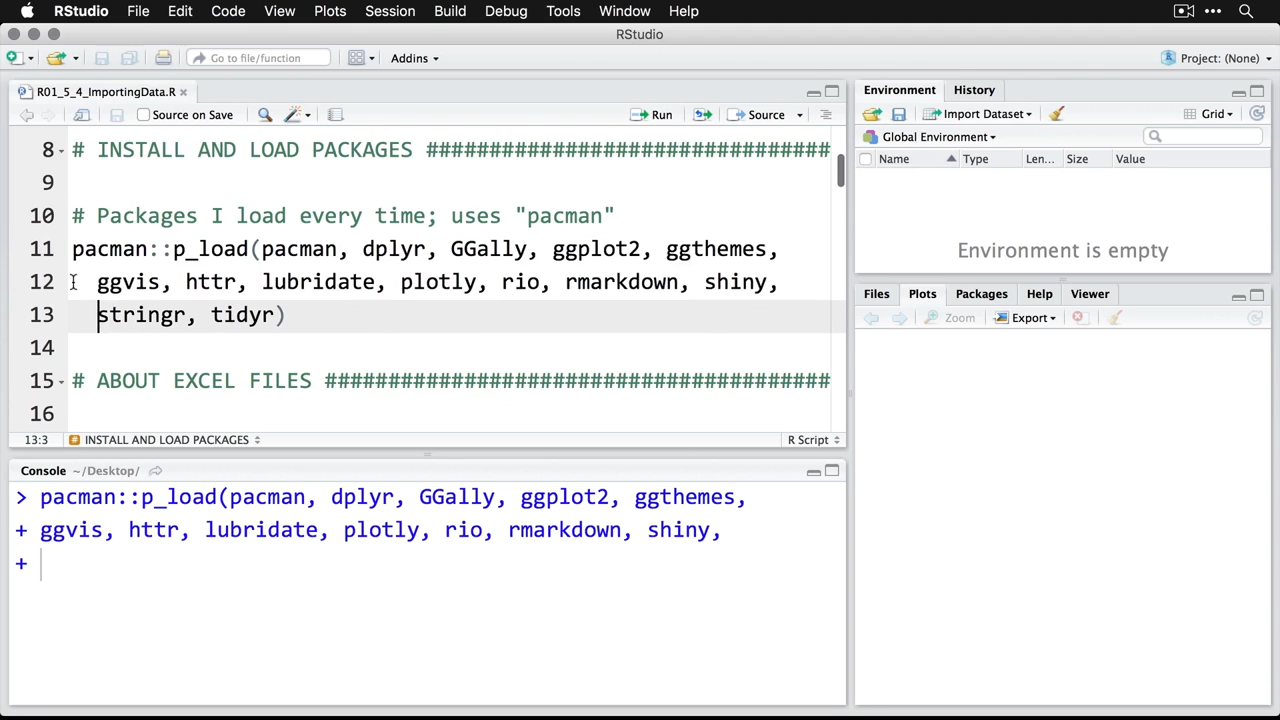 RStudio File Edit Code View Plots Session Build Debug Tools Window Help
RStudio
Go to file/function Addins Project: (None)
R01_5_4_ImportingData.R
Source on Save Run Source
8 # INSTALL AND LOAD PACKAGES ################################
9
10 # Packages I load every time; uses "pacman"
11 pacman::p_load(pacman, dplyr, GGally, ggplot2, ggthemes,
12 ggvis, httr, lubridate, plotly, rio, rmarkdown, shiny,
13 stringr, tidyr)
14
15 # ABOUT EXCEL FILES ########################################
16
13:3 # INSTALL AND LOAD PACKAGES R Script
Console ~/Desktop/
> pacman::p_load(pacman, dplyr, GGally, ggplot2, ggthemes,
+ ggvis, httr, lubridate, plotly, rio, rmarkdown, shiny,
+
Environment History
Import Dataset Grid
Global Environment
Name Type Len... Size Value
Environment is empty
Files Plots Packages Help Viewer
Zoom Export